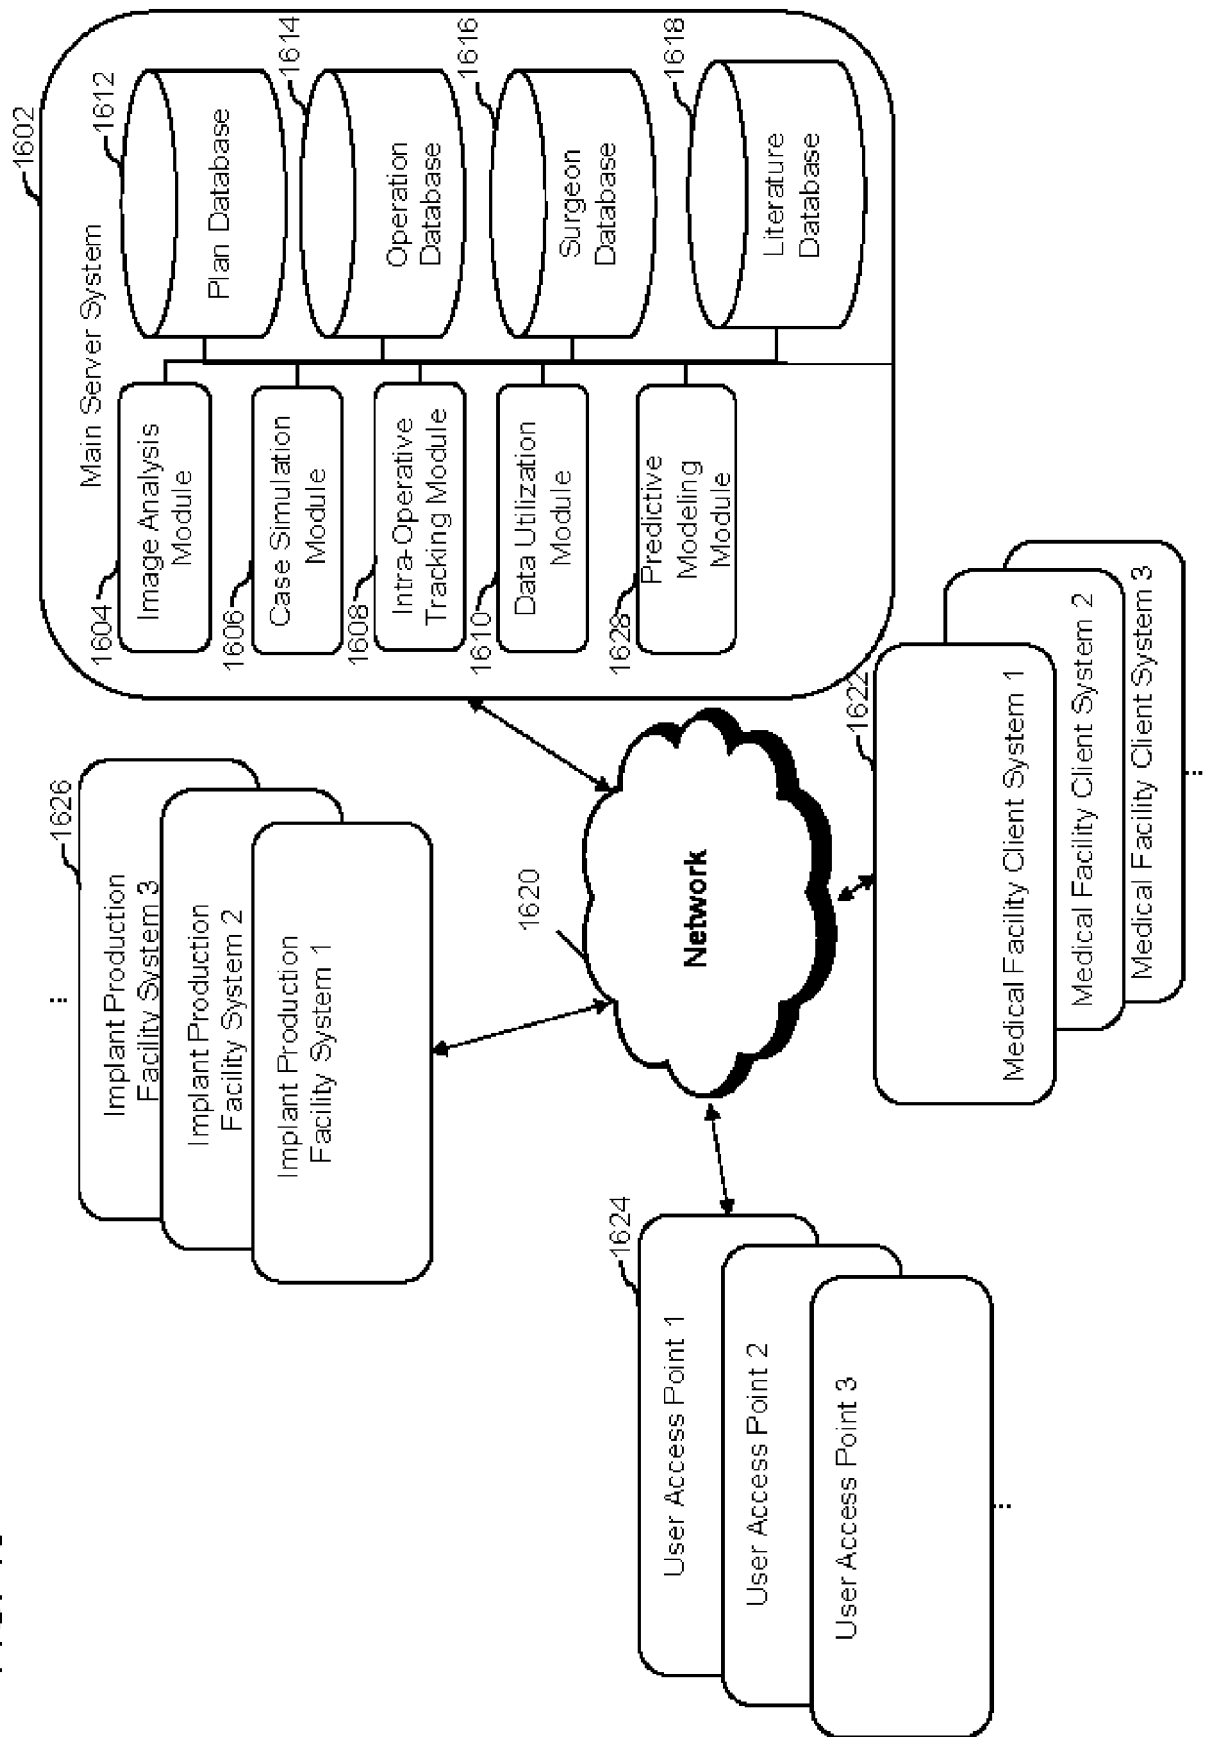 1602
Main Server System
1604
Image Analysis
Module
1606
Case Simulation
Module
1608
Intra-Operative
Tracking Module
1610
Data Utilization
Module
1628
Predictive
Modeling
Module
1612
Plan Database
1614
Operation
Database
1616
Surgeon
Database
1618
Literature
Database
1626
Implant Production
Facility System 3
Implant Production
Facility System 2
Implant Production
Facility System 1
1620
Network
1622
Medical Facility Client System 1
Medical Facility Client System 2
Medical Facility Client System 3
1624
User Access Point 1
User Access Point 2
User Access Point 3